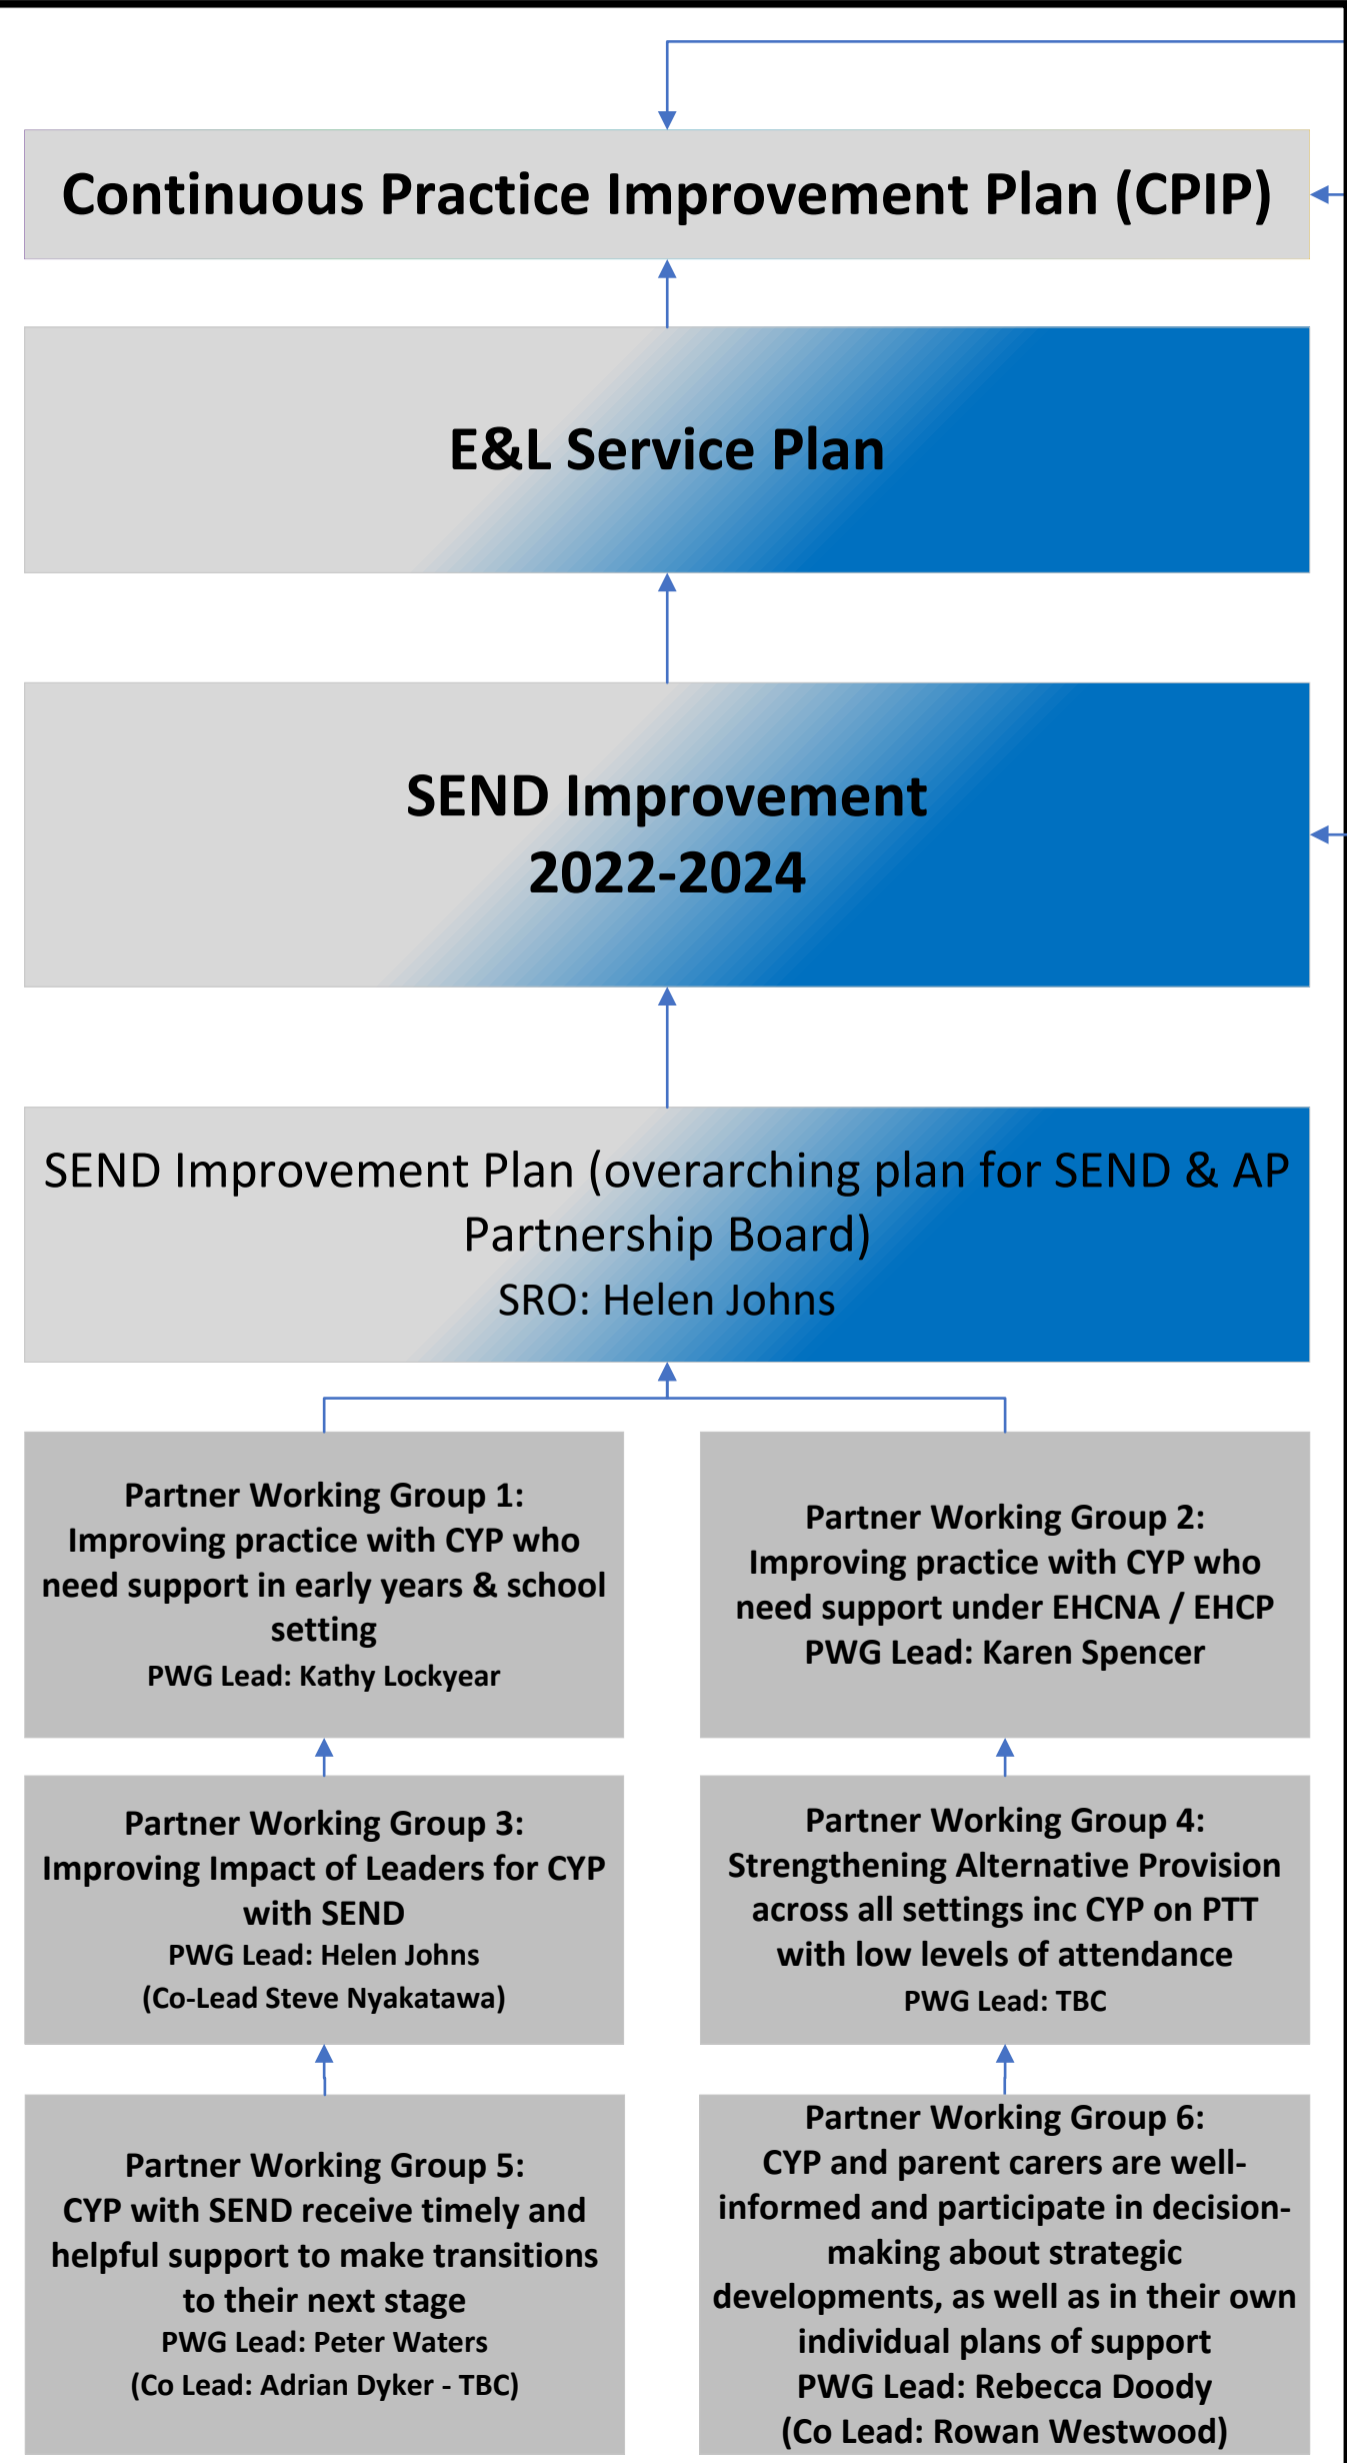 Continuous Practice Improvement Plan (CPIP)
E&L Service Plan
SEND Improvement
2022-2024
SEND Improvement Plan (overarching plan for SEND & AP
Partnership Board)
SRO: Helen Johns
Partner Working Group 1:
Improving practice with CYP who
need support in early years & school
setting
PWG Lead: Kathy Lockyear
Partner Working Group 2:
Improving practice with CYP who
need support under EHCNA / EHCP
PWG Lead: Karen Spencer
Partner Working Group 3:
Improving Impact of Leaders for CYP
with SEND
PWG Lead: Helen Johns
(Co-Lead Steve Nyakatawa)
Partner Working Group 4:
Strengthening Alternative Provision
across all settings inc CYP on PTT
with low levels of attendance
PWG Lead: TBC
Partner Working Group 5:
CYP with SEND receive timely and
helpful support to make transitions
to their next stage
PWG Lead: Peter Waters
(Co Lead: Adrian Dyker - TBC)
Partner Working Group 6:
CYP and parent carers are well-
informed and participate in decision-
making about strategic
developments, as well as in their own
individual plans of support
PWG Lead: Rebecca Doody
(Co Lead: Rowan Westwood)